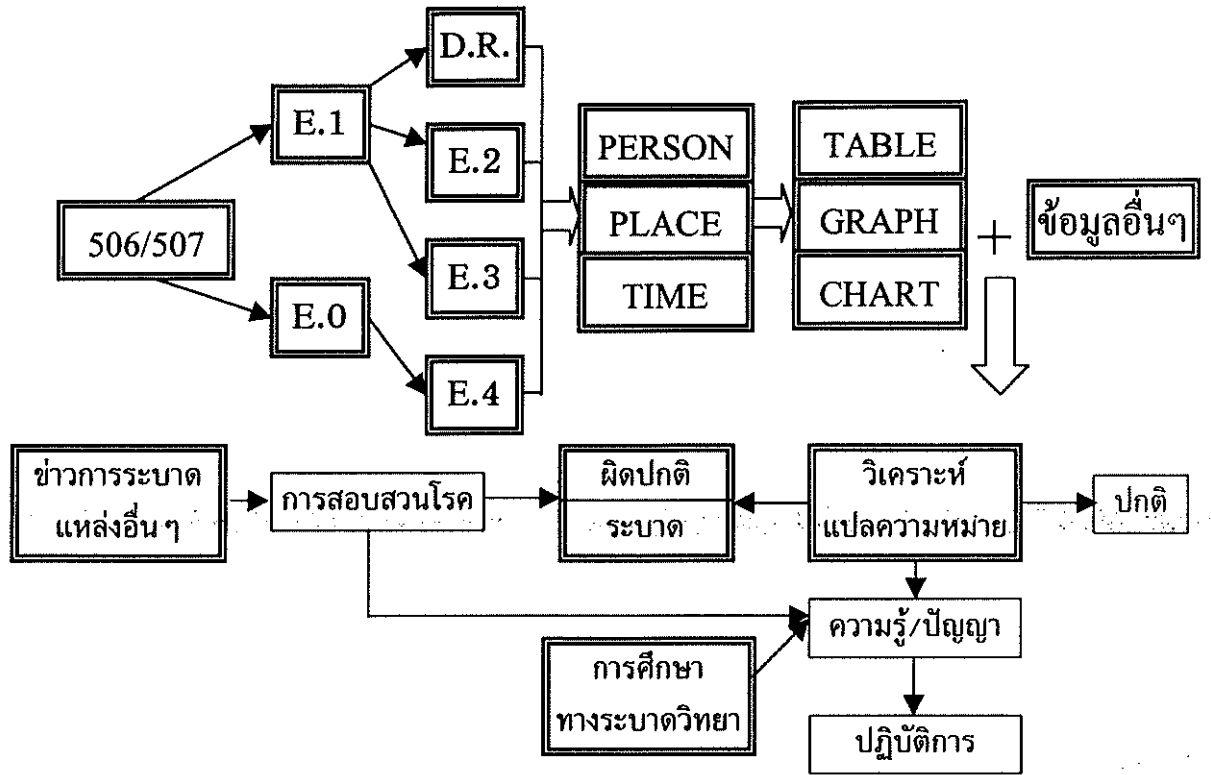 D.R.
E.1
E.2
506/507
E.3
E.0
E.4
PERSON
PLACE
TIME
TABLE
GRAPH
CHART
+
ข้อมูลอื่นๆ
ข่าวการระบาด
แหล่งอื่นๆ
การสอบสวนโรค
ผิดปกติ
ระบาด
วิเคราะห์
แปลความหมาย
ปกติ
ความรู้/ปัญญา
การศึกษา
ทางระบาดวิทยา
ปฏิบัติการ